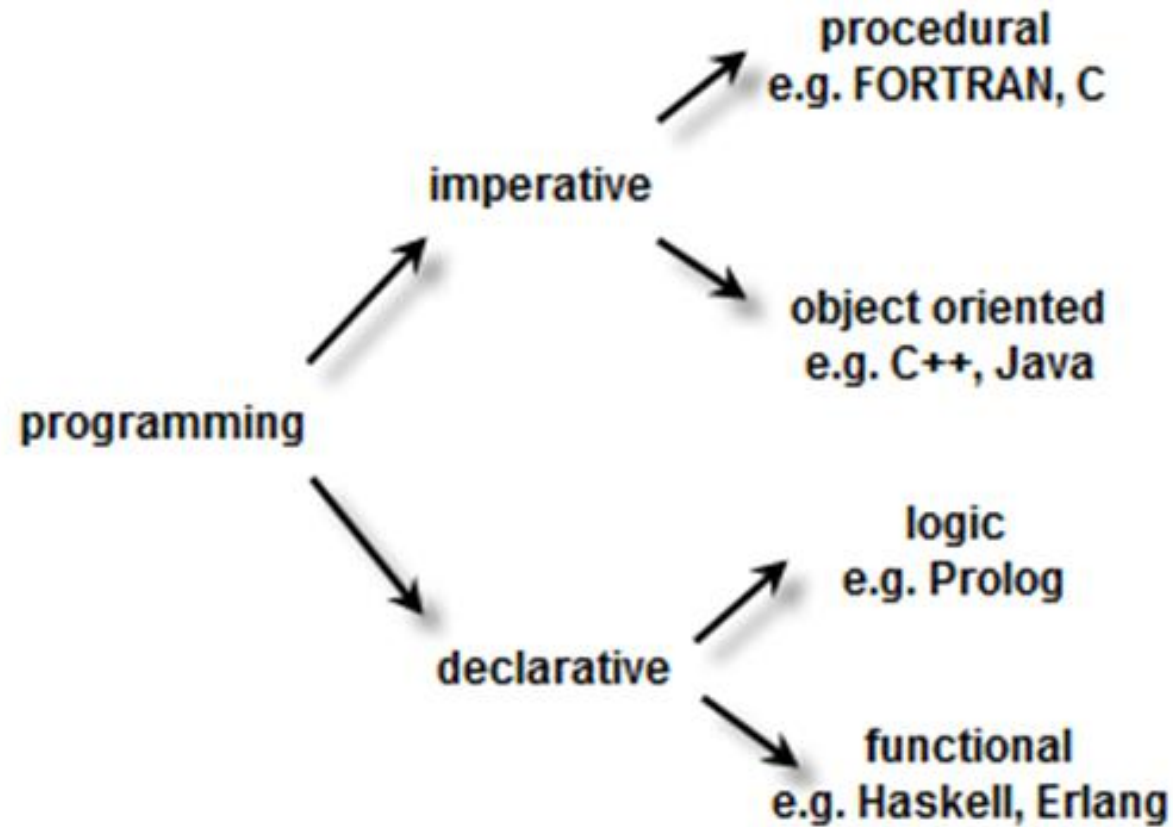 procedural
e.g. FORTRAN, C
imperative
object oriented
e.g. C++, Java
programming
logic
e.g. Prolog
declarative
functional
e.g. Haskell, Erlang